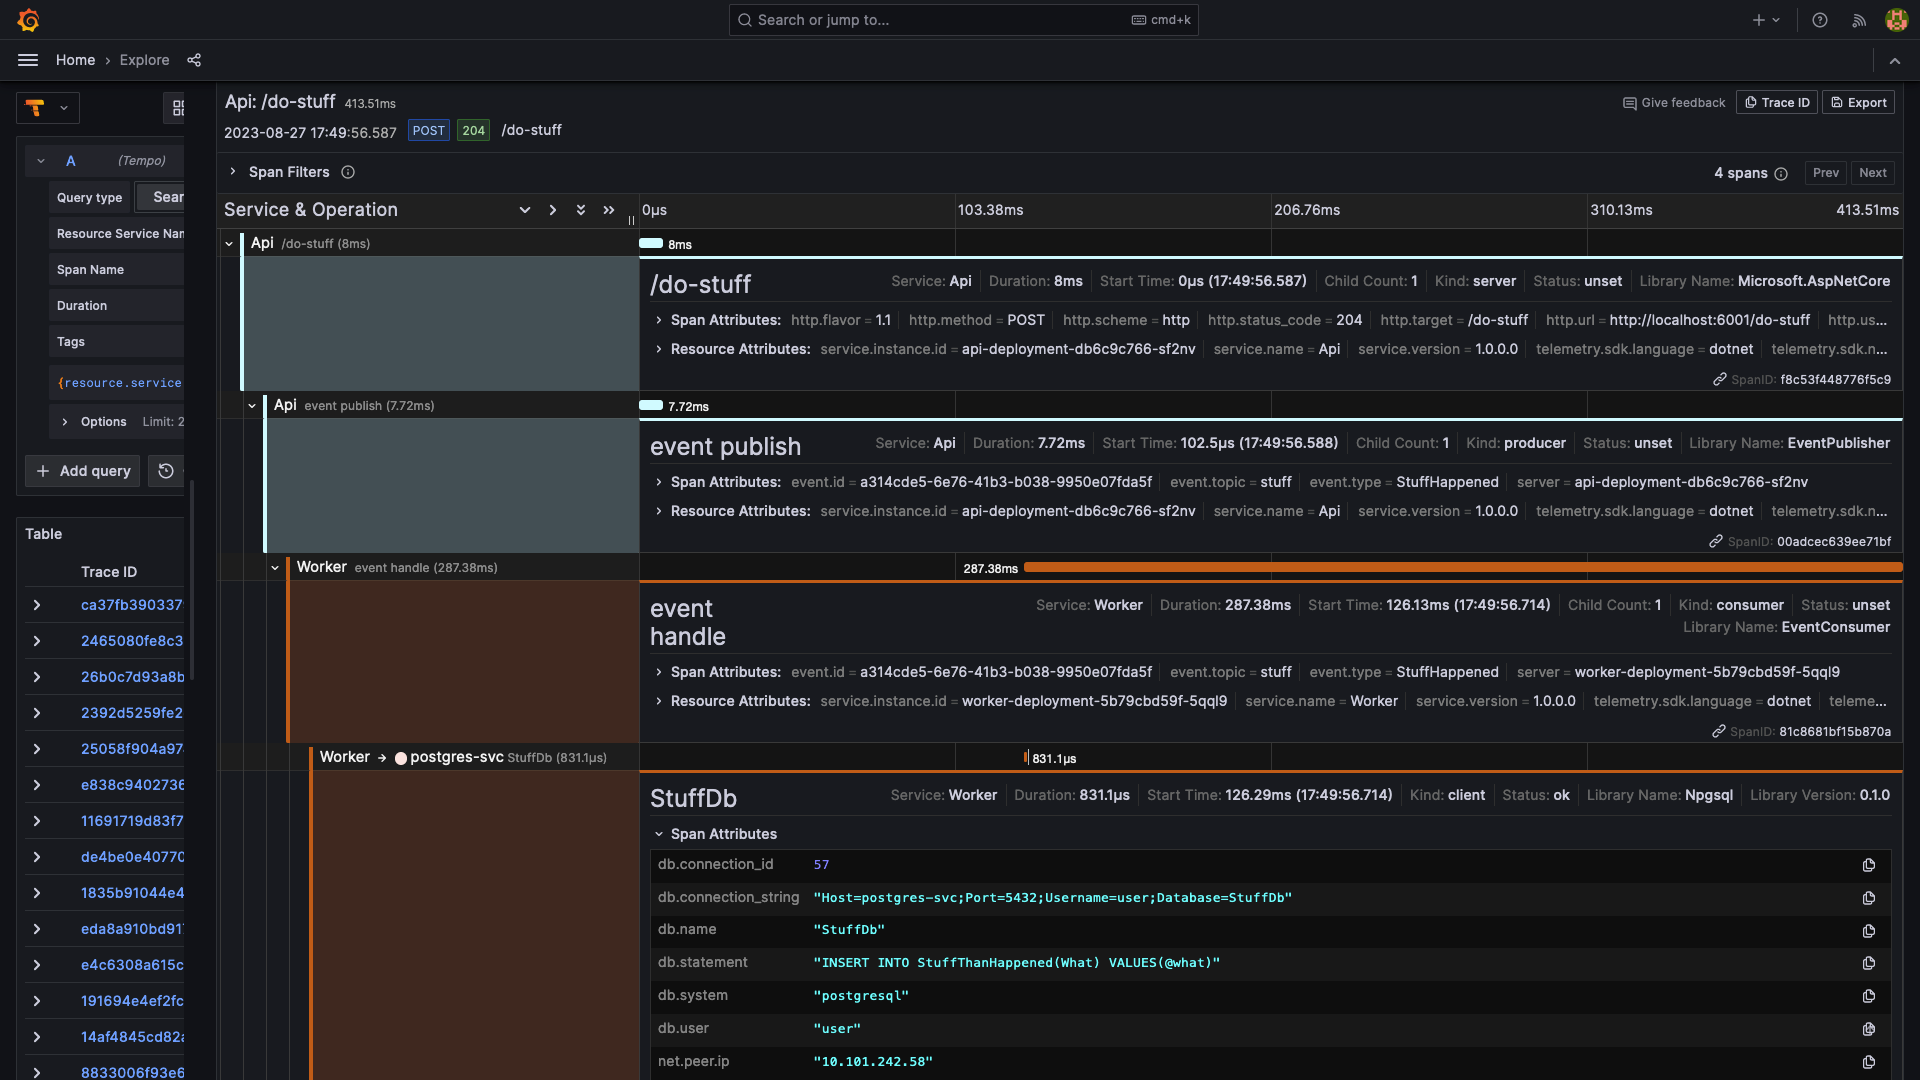 Search or jump to...
cmd+k
Home › Explore
Api: /do-stuff 413.51ms
Give feedback
Trace ID
Export
2023-08-27 17:49:56.587 POST 204 /do-stuff
Span Filters
4 spans
Prev
Next
A (Tempo)
Query type
Sear
Resource Service Nam
Span Name
Duration
Tags
{resource.service
Options Limit: 2
+ Add query
Table
Trace ID
ca37fb3903379
2465080fe8c3
26b0c7d93a8b
2392d5259fe2
25058f904a97
e838c9402736
11691719d83f7
de4be0e40770
1835b91044e4
eda8a910bd917
e4c6308a615c
191694e4ef2fc
14af4845cd82a
8833006f93e6
Service & Operation
0μs 103.38ms 206.76ms 310.13ms 413.51ms
Api /do-stuff (8ms)
8ms
/do-stuff
Service: Api Duration: 8ms Start Time: 0μs (17:49:56.587) Child Count: 1 Kind: server Status: unset Library Name: Microsoft.AspNetCore
Span Attributes: http.flavor = 1.1 http.method = POST http.scheme = http http.status_code = 204 http.target = /do-stuff http.url = http://localhost:6001/do-stuff http.us...
Resource Attributes: service.instance.id = api-deployment-db6c9c766-sf2nv service.name = Api service.version = 1.0.0.0 telemetry.sdk.language = dotnet telemetry.sdk.n...
SpanID: f8c53f448776f5c9
Api event publish (7.72ms)
7.72ms
event publish
Service: Api Duration: 7.72ms Start Time: 102.5μs (17:49:56.588) Child Count: 1 Kind: producer Status: unset Library Name: EventPublisher
Span Attributes: event.id = a314cde5-6e76-41b3-b038-9950e07fda5f event.topic = stuff event.type = StuffHappened server = api-deployment-db6c9c766-sf2nv
Resource Attributes: service.instance.id = api-deployment-db6c9c766-sf2nv service.name = Api service.version = 1.0.0.0 telemetry.sdk.language = dotnet telemetry.sdk.n...
SpanID: 00adcec639ee71bf
Worker event handle (287.38ms)
287.38ms
event
handle
Service: Worker Duration: 287.38ms Start Time: 126.13ms (17:49:56.714) Child Count: 1 Kind: consumer Status: unset
Library Name: EventConsumer
Span Attributes: event.id = a314cde5-6e76-41b3-b038-9950e07fda5f event.topic = stuff event.type = StuffHappened server = worker-deployment-5b79cbd59f-5qql9
Resource Attributes: service.instance.id = worker-deployment-5b79cbd59f-5qql9 service.name = Worker service.version = 1.0.0.0 telemetry.sdk.language = dotnet teleme...
SpanID: 81c8681bf15b870a
Worker → postgres-svc StuffDb (831.1μs)
831.1μs
StuffDb
Service: Worker Duration: 831.1μs Start Time: 126.29ms (17:49:56.714) Kind: client Status: ok Library Name: Npgsql Library Version: 0.1.0
Span Attributes
db.connection_id 57
db.connection_string "Host=postgres-svc;Port=5432;Username=user;Database=StuffDb"
db.name "StuffDb"
db.statement "INSERT INTO StuffThanHappened(What) VALUES(@what)"
db.system "postgresql"
db.user "user"
net.peer.ip "10.101.242.58"